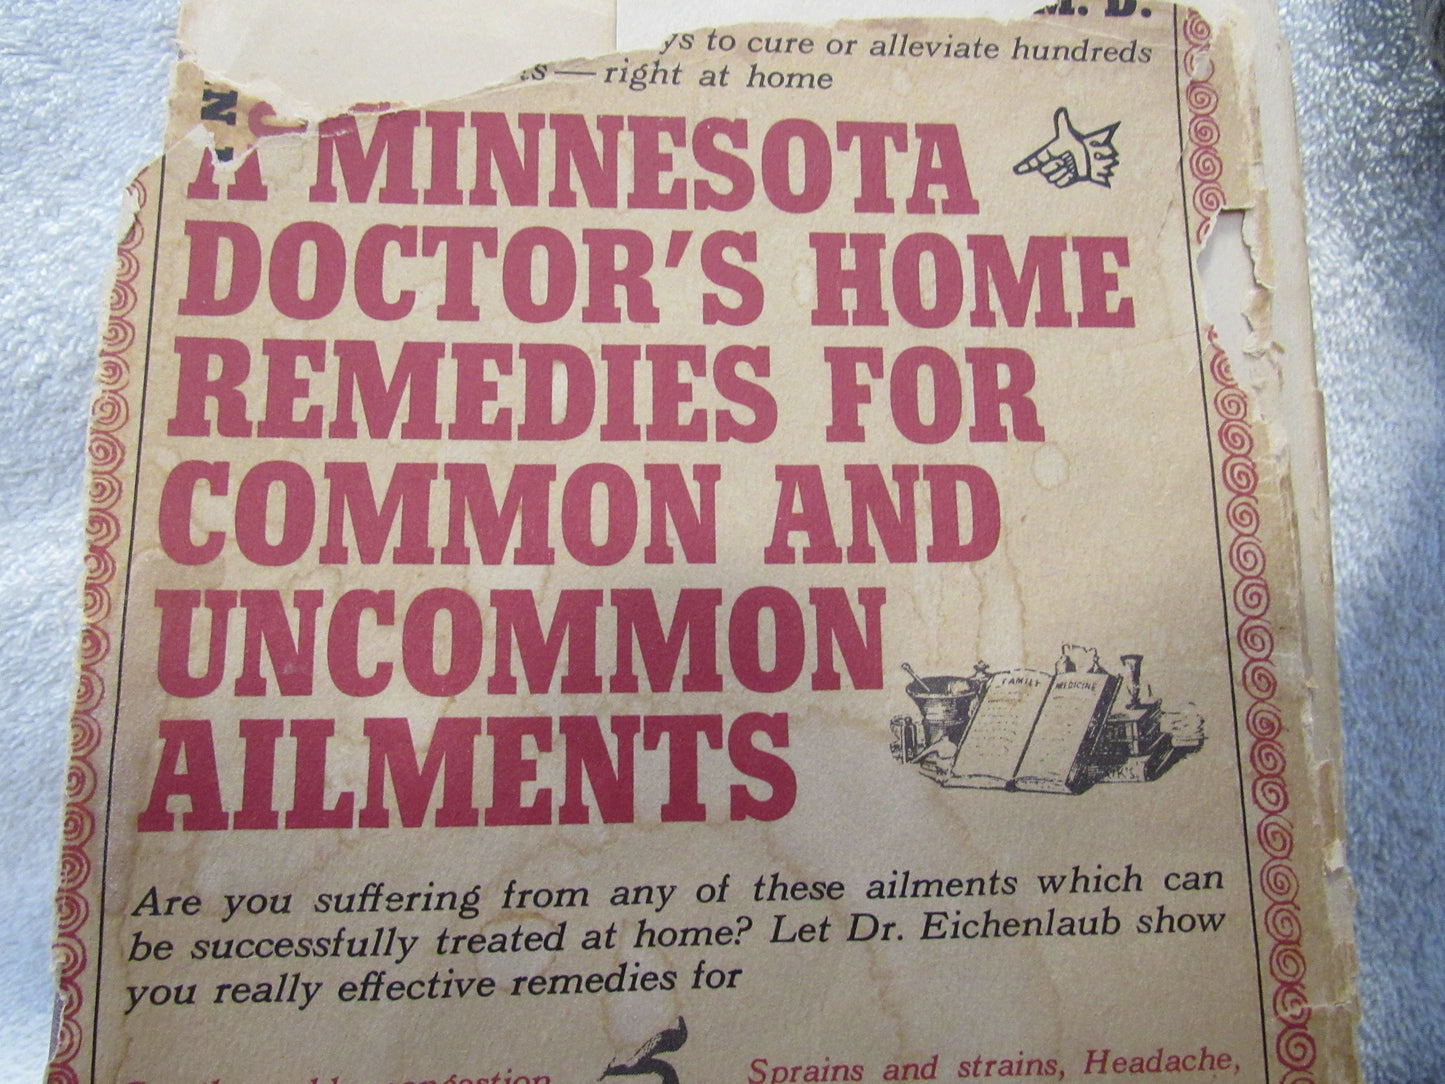 M. D.
to cure or alleviate hundreds
—right at home
A MINNESOTA
DOCTOR'S HOME
REMEDIES FOR
COMMON AND
UNCOMMON
AILMENTS
FAMILY MEDICINE
Are you suffering from any of these ailments which can
be successfully treated at home? Let Dr. Eichenlaub show
you really effective remedies for
Sprains and strains, Headache,
congestion